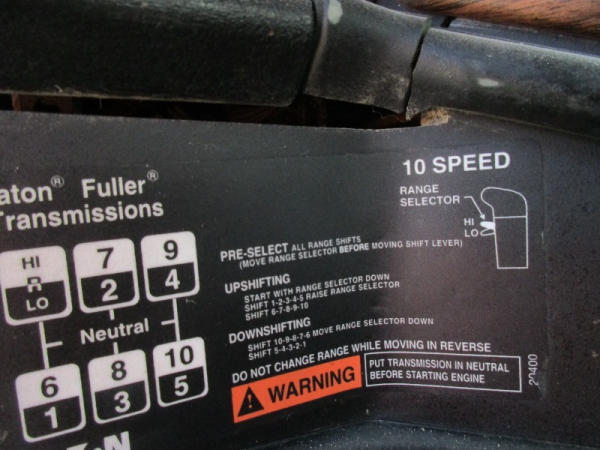 aton® Fuller®
Transmissions
10 SPEED
RANGE
SELECTOR
HI
LO
HI
R
LO
7
2
9
4
Neutral
6
1
8
3
10
5
PRE-SELECT ALL RANGE SHIFTS
(MOVE RANGE SELECTOR BEFORE MOVING SHIFT LEVER)
UPSHIFTING
START WITH RANGE SELECTOR DOWN
SHIFT 1-2-3-4-5 RAISE RANGE SELECTOR
SHIFT 6-7-8-9-10
DOWNSHIFTING
SHIFT 10-9-8-7-6 MOVE RANGE SELECTOR DOWN
SHIFT 5-4-3-2-1
DO NOT CHANGE RANGE WHILE MOVING IN REVERSE
WARNING
PUT TRANSMISSION IN NEUTRAL
BEFORE STARTING ENGINE
20400